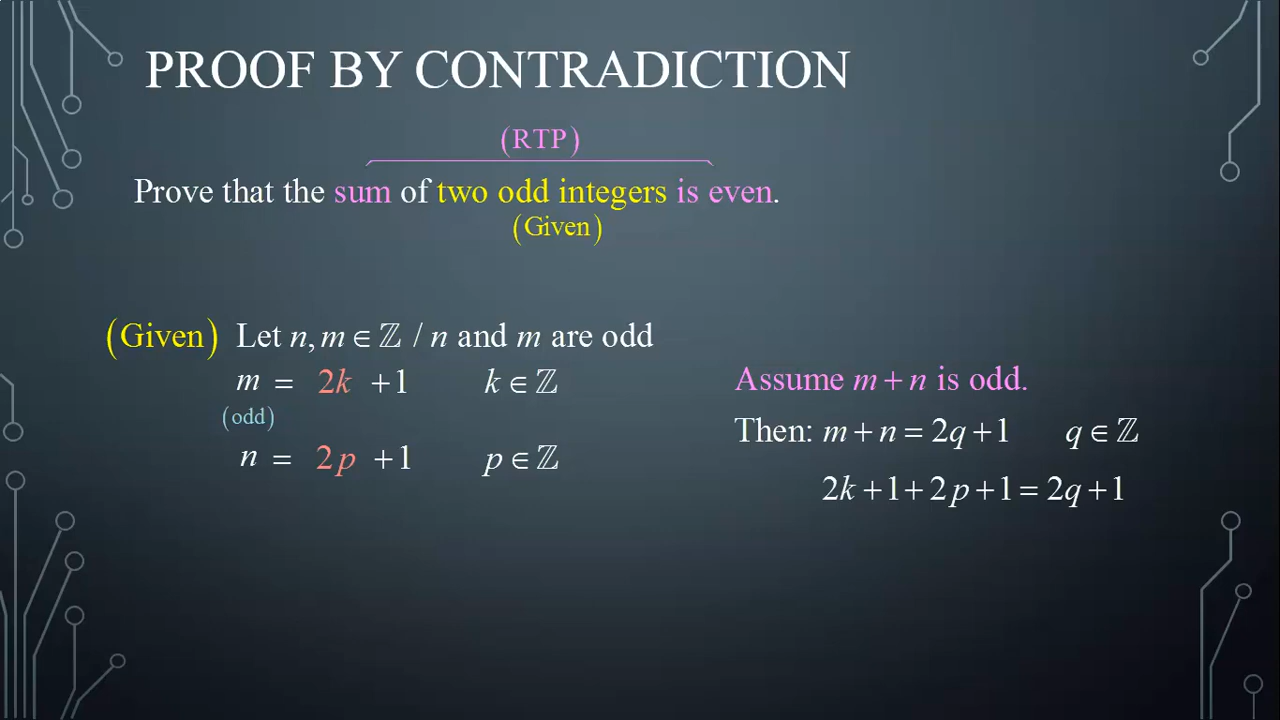 PROOF BY CONTRADICTION
(RTP)
Prove that the sum of two odd integers is even.
(Given)
(Given) Let n, m ∈ ℤ / n and m are odd
m = 2k +1 k ∈ ℤ
(odd)
n = 2p +1 p ∈ ℤ
Assume m + n is odd.
Then: m + n = 2q + 1 q ∈ ℤ
2k + 1 + 2p + 1 = 2q + 1